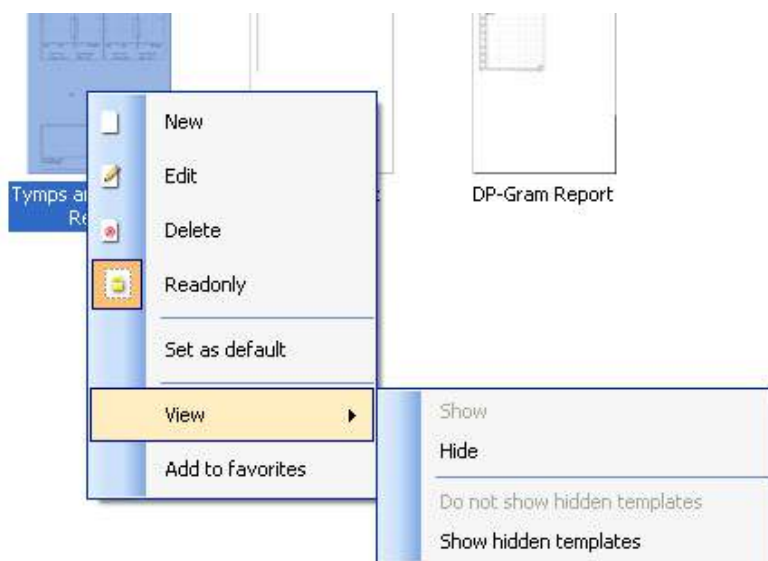 New
Edit
Tymps a
DP-Gram Report
Re
Delete
Readonly
Set as default
View
Show
Hide
Add to favorites
Do not show hidden templates
Show hidden templates